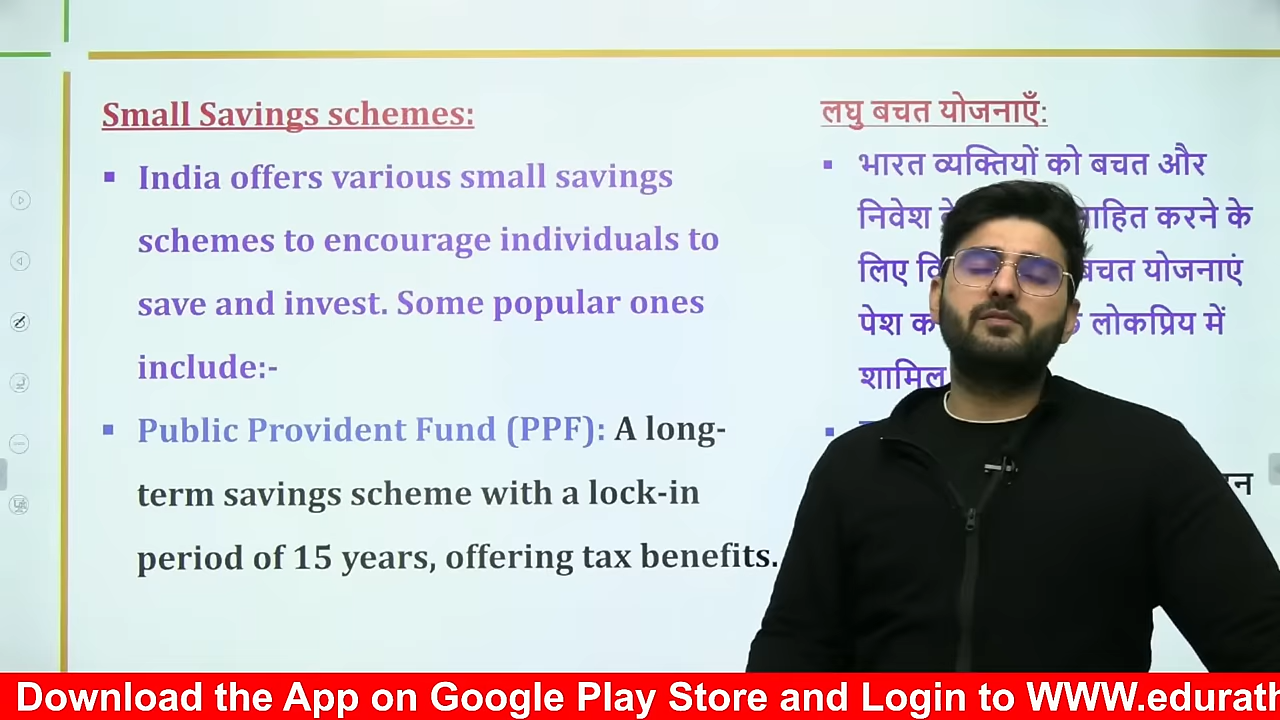 Small Savings schemes:
▪ India offers various small savings
schemes to encourage individuals to
save and invest. Some popular ones
include:-
▪ Public Provident Fund (PPF): A long-
term savings scheme with a lock-in
period of 15 years, offering tax benefits.
लघु बचत योजनाएँ:
▪ भारत व्यक्तियों को बचत और
निवेश करने के
लिए बचत योजनाएं
पेश लोकप्रिय में
शामिल
Download the App on Google Play Store and Login to WWW.edurath